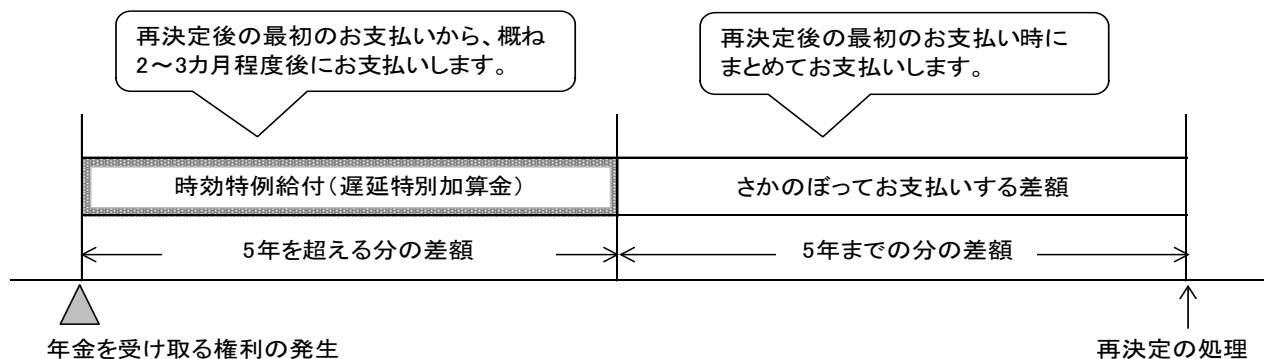 再決定後の最初のお支払いから、概ね
2～3カ月程度後にお支払いします。
再決定後の最初のお支払い時に
まとめてお支払いします。
時効特例給付（遅延特別加算金）
さかのぼってお支払いする差額
5年を超える分の差額
5年までの分の差額
年金を受け取る権利の発生
再決定の処理